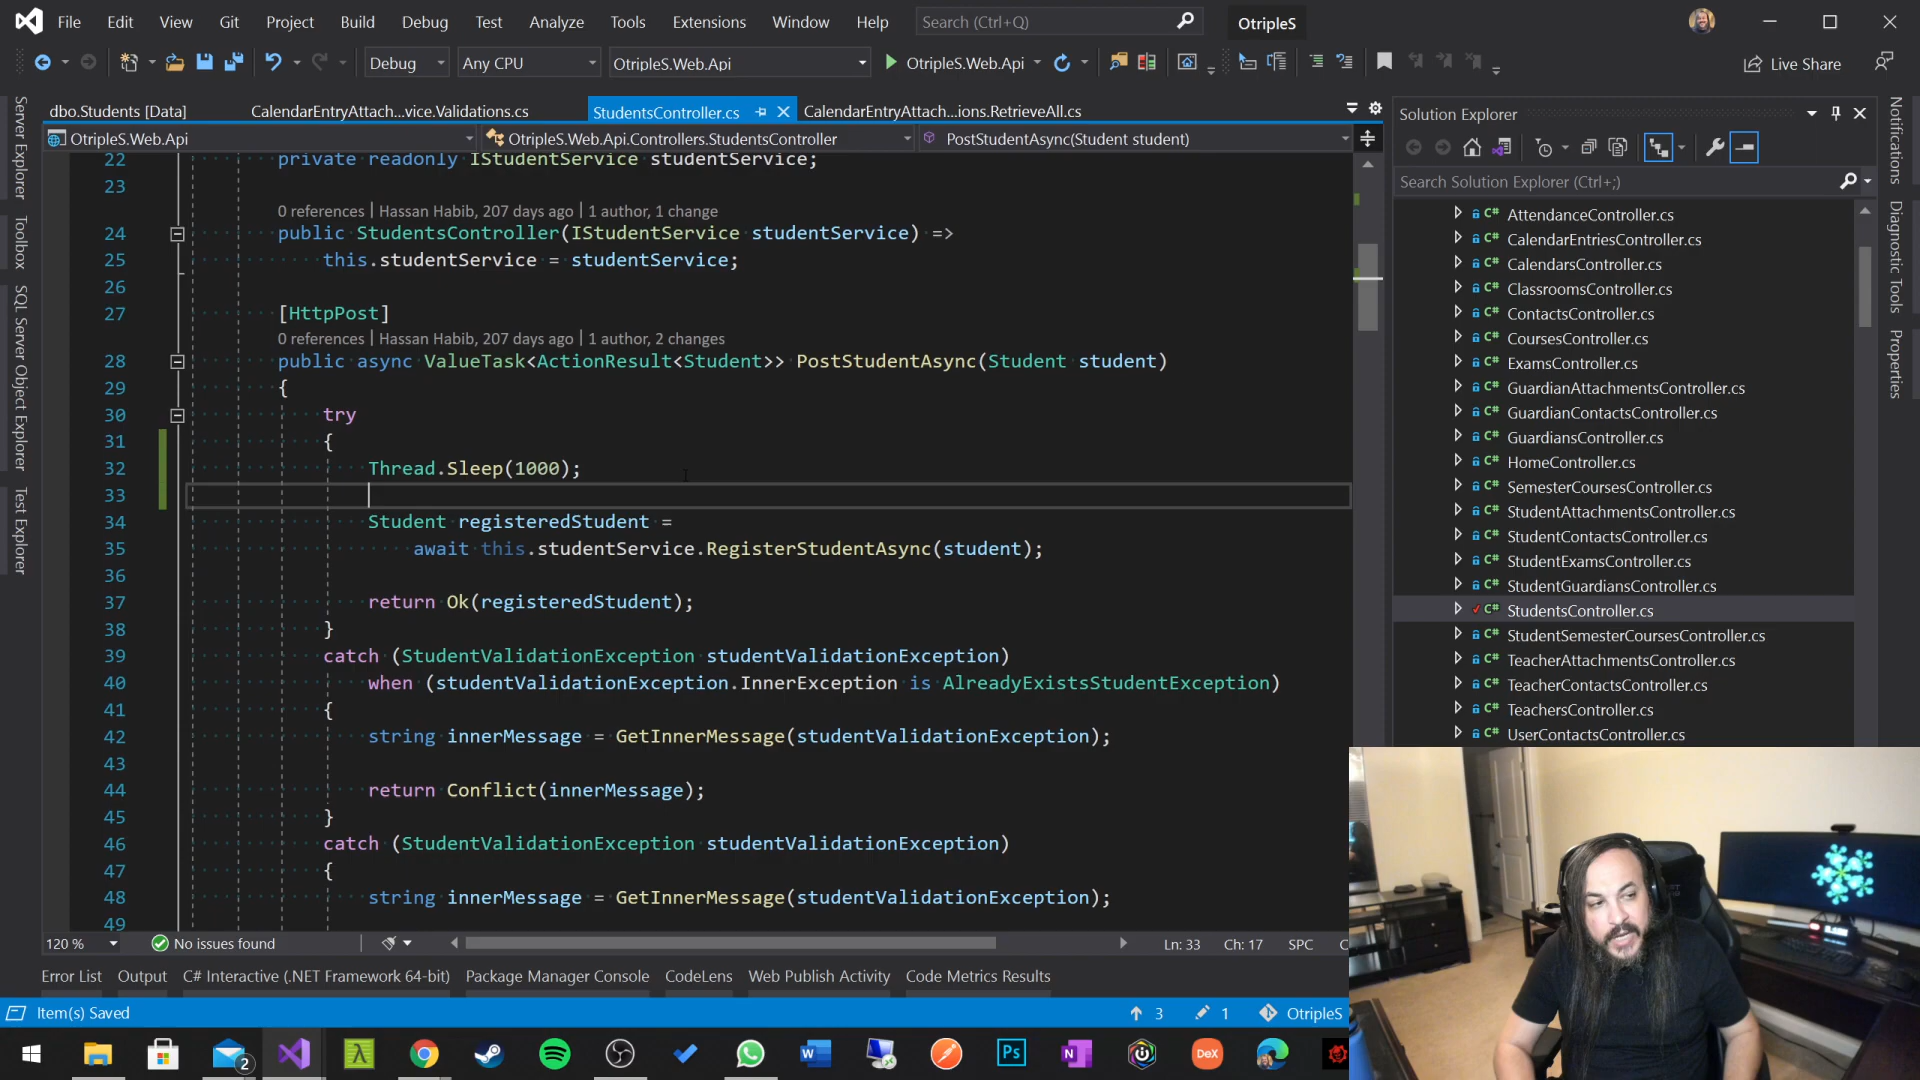 File Edit View Git Project Build Debug Test Analyze Tools Extensions Window Help Search (Ctrl+Q) OtripleS
Debug Any CPU OtripleS.Web.Api OtripleS.Web.Api Live Share
dbo.Students [Data] CalendarEntryAttach...vice.Validations.cs StudentsController.cs CalendarEntryAttach...ions.RetrieveAll.cs
OtripleS.Web.Api OtripleS.Web.Api.Controllers.StudentsController PostStudentAsync(Student student)
22 private readonly IStudentService studentService;
23
0 references | Hassan Habib, 207 days ago | 1 author, 1 change
24 public StudentsController(IStudentService studentService) =>
25 this.studentService = studentService;
26
27 [HttpPost]
0 references | Hassan Habib, 207 days ago | 1 author, 2 changes
28 public async ValueTask<ActionResult<Student>> PostStudentAsync(Student student)
29 {
30 try
31 {
32 Thread.Sleep(1000);
33
34 Student registeredStudent =
35 await this.studentService.RegisterStudentAsync(student);
36
37 return Ok(registeredStudent);
38 }
39 catch (StudentValidationException studentValidationException)
40 when (studentValidationException.InnerException is AlreadyExistsStudentException)
41 {
42 string innerMessage = GetInnerMessage(studentValidationException);
43
44 return Conflict(innerMessage);
45 }
46 catch (StudentValidationException studentValidationException)
47 {
48 string innerMessage = GetInnerMessage(studentValidationException);
49
120 % No issues found Ln: 33 Ch: 17 SPC
Error List Output C# Interactive (.NET Framework 64-bit) Package Manager Console CodeLens Web Publish Activity Code Metrics Results
Item(s) Saved 3 1 OtripleS
Server Explorer
Toolbox
SQL Server Object Explorer
Test Explorer
Solution Explorer
Search Solution Explorer (Ctrl+;)
C# AttendanceController.cs
C# CalendarEntriesController.cs
C# CalendarsController.cs
C# ClassroomsController.cs
C# ContactsController.cs
C# CoursesController.cs
C# ExamsController.cs
C# GuardianAttachmentsController.cs
C# GuardianContactsController.cs
C# GuardiansController.cs
C# HomeController.cs
C# SemesterCoursesController.cs
C# StudentAttachmentsController.cs
C# StudentContactsController.cs
C# StudentExamsController.cs
C# StudentGuardiansController.cs
C# StudentsController.cs
C# StudentSemesterCoursesController.cs
C# TeacherAttachmentsController.cs
C# TeacherContactsController.cs
C# TeachersController.cs
C# UserContactsController.cs
Notifications
Diagnostic Tools
Properties
2 λ W Ps N DeX